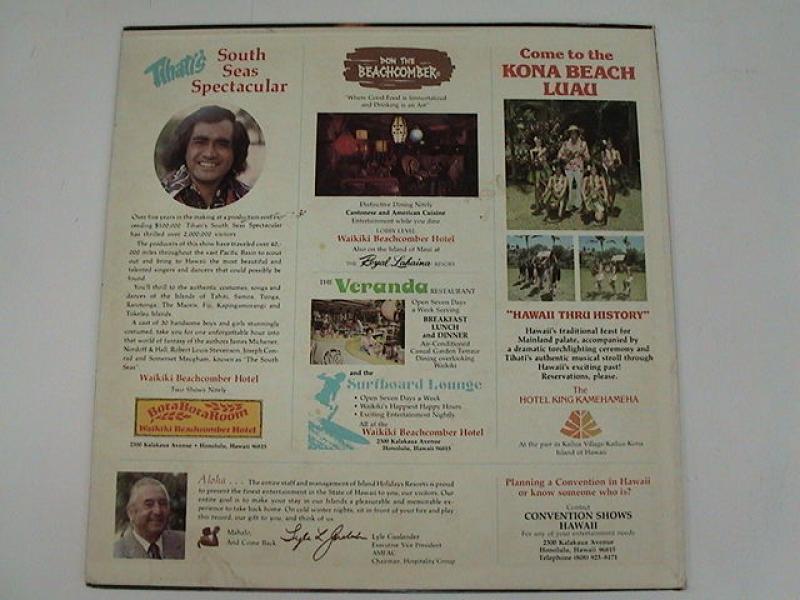 Tihati's South
Seas
Spectacular
Over five years in the making at a production cost ex-
ceeding $100,000. Tihati's South Seas Spectacular
has thrilled over 2,000,000 visitors.
The producers of this show have traveled over 40,-
000 miles throughout the vast Pacific Basin to scout
out and bring to Hawaii the most beautiful and
talented singers and dancers that could possibly be
found.
You'll thrill to the authentic costumes, songs and
dances of the Islands of Tahiti, Samoa, Tonga,
Rarotonga, The Maoris, Fiji, Kapingamorangi and
Tokelau Islands.
A cast of 30 handsome boys and girls stunningly
costumed, take you for one unforgettable hour into
that world of fantasy of the authors James Michener,
Nordoff & Hall, Robert Louis Stevenson, Joseph Con-
rad and Somerset Maugham, known as "The South
Seas"
Waikiki Beachcomber Hotel
Two Shows Nitely
Bora Bora Room
Waikiki Beachcomber Hotel
2300 Kalakaua Avenue • Honolulu, Hawaii 96815
DON THE
BEACHCOMBER
"Where Good Food is Immortalized
and Drinking is an Art"
Distinctive Dining Nitely
Cantonese and American Cuisine
Entertainment while you dine
LOBBY LEVEL
Waikiki Beachcomber Hotel
Also on the Island of Maui at
THE Royal Lahaina RESORT
THE Veranda RESTAURANT
Open Seven Days
a Week Serving
BREAKFAST
LUNCH
and DINNER
Air-Conditioned
Casual Garden Terrace
Dining overlooking
Waikiki
and the
Surfboard Lounge
• Open Seven Days a Week
• Waikiki's Happiest Happy Hours
• Exciting Entertainment Nightly
All at the
Waikiki Beachcomber Hotel
2300 Kalakaua Avenue
Honolulu, Hawaii 96815
Come to the
KONA BEACH
LUAU
"HAWAII THRU HISTORY"
Hawaii's traditional feast for
Mainland palate, accompanied by
a dramatic torchlighting ceremony and
Tihati's authentic musical stroll through
Hawaii's exciting past!
Reservations, please.
The
HOTEL KING KAMEHAMEHA
At the pier in Kailua Village/Kailua-Kona
Island of Hawaii
Aloha . . . The entire staff and management of Island Holidays Resorts is proud
to present the finest entertainment in the State of Hawaii to you, our visitors. Our
entire goal is to make your stay in our Islands a pleasurable and memorable ex-
perience to take back home. On cold winter nights, sit in front of your fire and play
this record, our gift to you, and think of us.
Mahalo,
And Come Back
Lyle Guslander
Executive Vice President
AMFAC
Chairman, Hospitality Group
Planning a Convention in Hawaii
or know someone who is?
Contact
CONVENTION SHOWS
HAWAII
For any of your entertainment needs
2300 Kalakaua Avenue
Honolulu, Hawaii 96815
Telephone (808) 923-8471